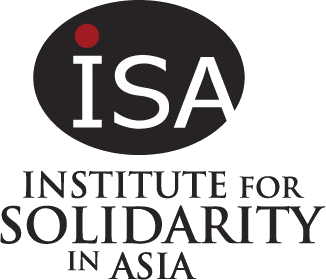 iSA
INSTITUTE FOR
SOLIDARITY
IN ASIA